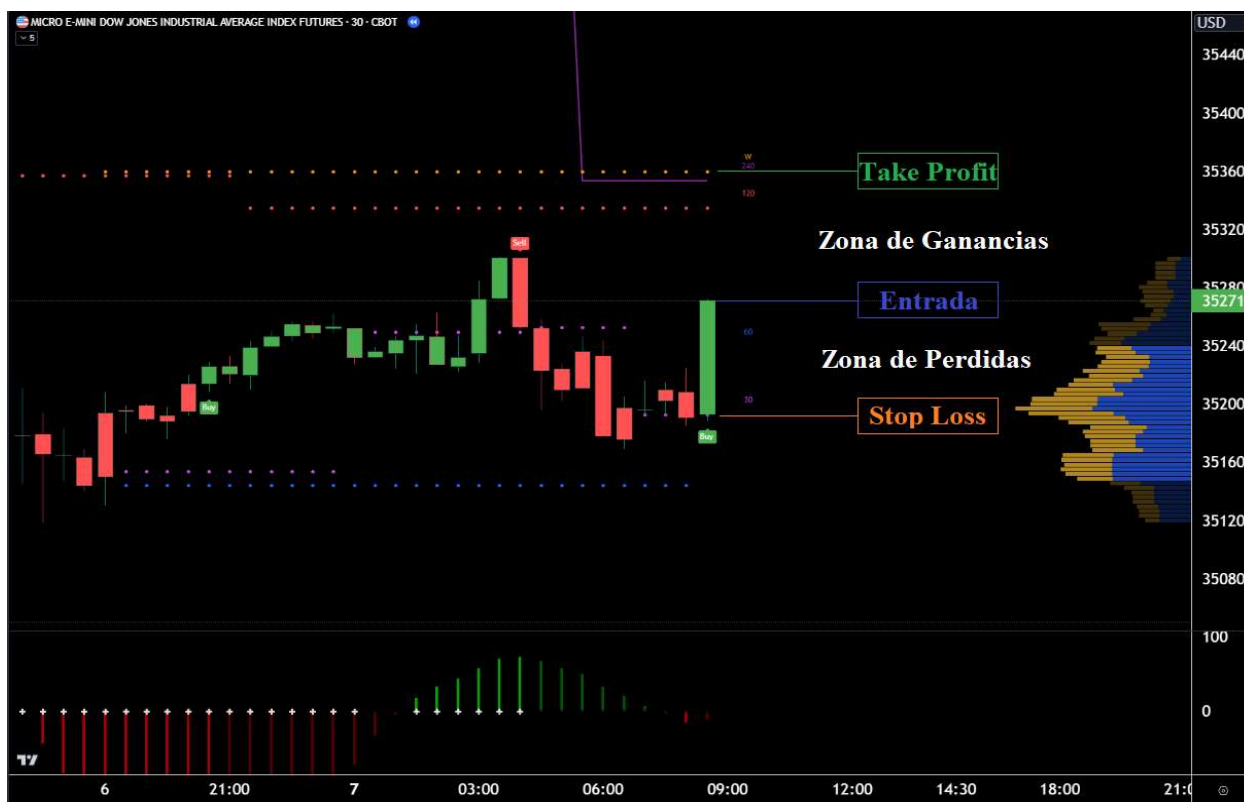 MICRO E-MINI DOW JONES INDUSTRIAL AVERAGE INDEX FUTURES · 30 · CBOT
USD
5
35440
35400
W
240
Take Profit
35360
120
35320
Sell
Zona de Ganancias
35280
Entrada
35271
60
35240
Zona de Perdidas
30
35200
Buy
Stop Loss
Buy
35160
35120
35080
100
0
6
21:00
7
03:00
06:00
09:00
12:00
14:30
18:00